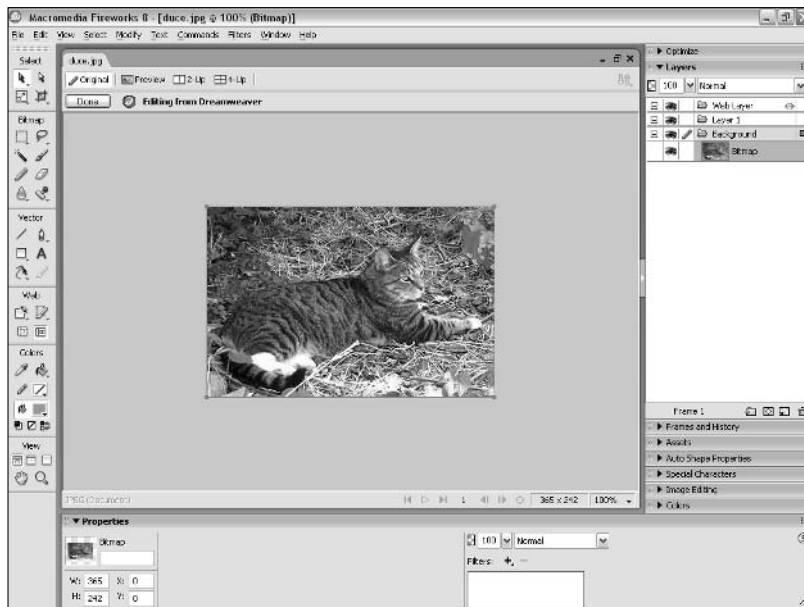 Macromedia Fireworks 8 - [duce.jpg @ 100% (Bitmap)]
File Edit View Select Modify Text Commands Filters Window Help
Select
Bitmap
Vector
Web
Colors
View
duce.jpg
Original Preview 2-Up 4-Up
Done Editing from Dreamweaver
JPEG (Document)
1 365 x 242 100%
Optimize
Layers
100 Normal
Web Layer
Layer 1
Background
Bitmap
Frame 1
Frames and History
Assets
Auto Shape Properties
Special Characters
Image Editing
Colors
Properties
Bitmap
W: 365 X: 0
H: 242 Y: 0
100 Normal
Filters: